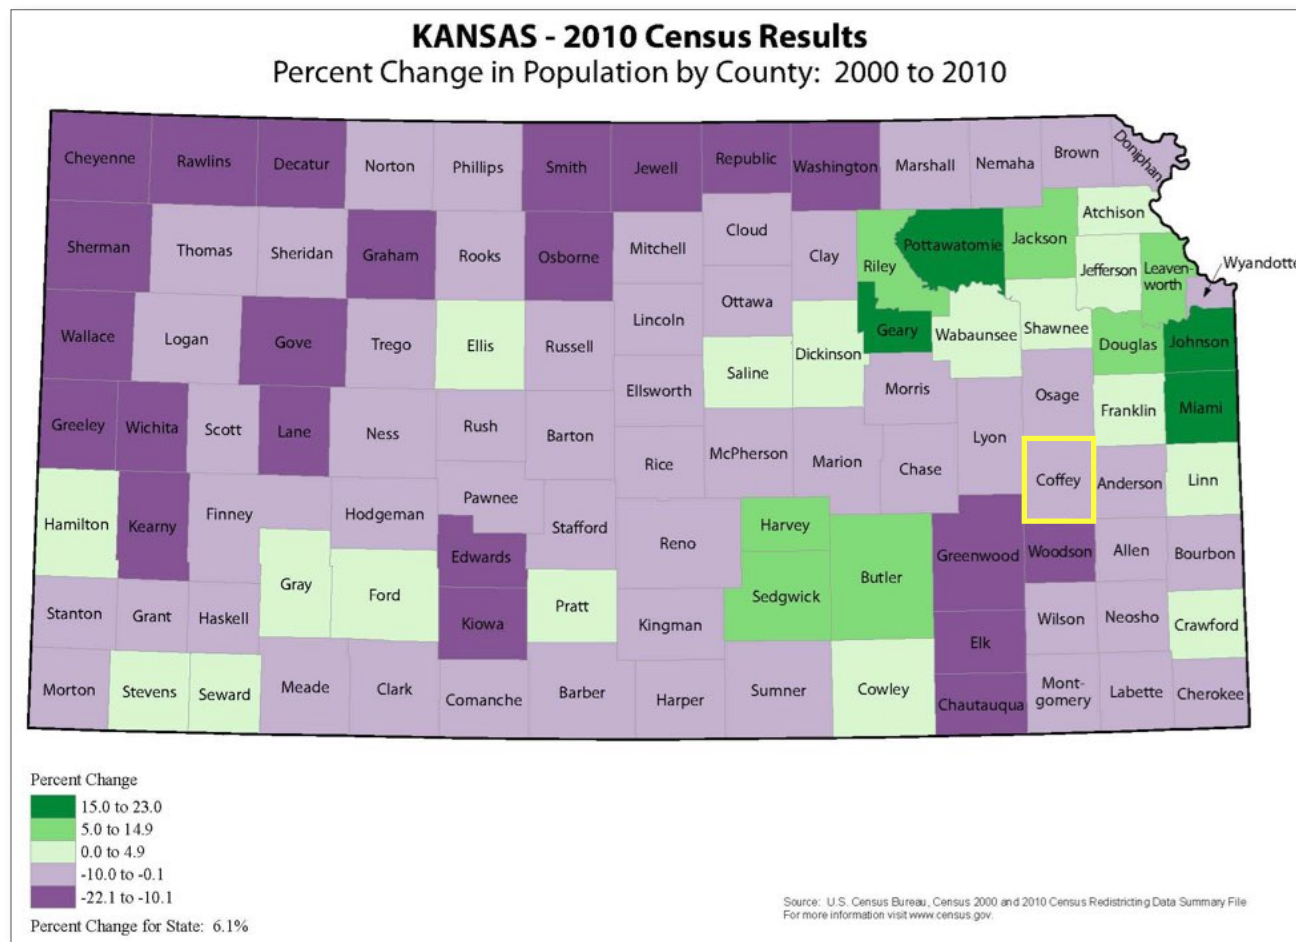 KANSAS - 2010 Census Results
Percent Change in Population by County: 2000 to 2010
Cheyenne
Rawlins
Decatur
Norton
Phillips
Smith
Jewell
Republic
Washington
Marshall
Nemaha
Brown
Doniphan
Sherman
Thomas
Sheridan
Graham
Rooks
Osborne
Mitchell
Cloud
Clay
Riley
Pottawatomie
Jackson
Atchison
Jefferson
Leaven-
worth
Wyandotte
Ottawa
Lincoln
Wallace
Logan
Gove
Trego
Ellis
Russell
Ellsworth
Saline
Dickinson
Geary
Wabaunsee
Shawnee
Douglas
Johnson
Morris
Osage
Franklin
Miami
Greeley
Wichita
Scott
Lane
Ness
Rush
Barton
Rice
McPherson
Marion
Chase
Lyon
Coffey
Anderson
Linn
Hamilton
Kearny
Finney
Hodgeman
Pawnee
Stafford
Reno
Harvey
Butler
Greenwood
Woodson
Allen
Bourbon
Edwards
Gray
Ford
Pratt
Sedgwick
Kingman
Kiowa
Stanton
Grant
Haskell
Elk
Wilson
Neosho
Crawford
Morton
Stevens
Seward
Meade
Clark
Comanche
Barber
Harper
Sumner
Cowley
Chautauqua
Mont-
gomery
Labette
Cherokee
Percent Change
15.0 to 23.0
5.0 to 14.9
0.0 to 4.9
-10.0 to -0.1
-22.1 to -10.1
Percent Change for State: 6.1%
Source: U.S. Census Bureau, Census 2000 and 2010 Census Redistricting Data Summary File
For more information visit www.census.gov.